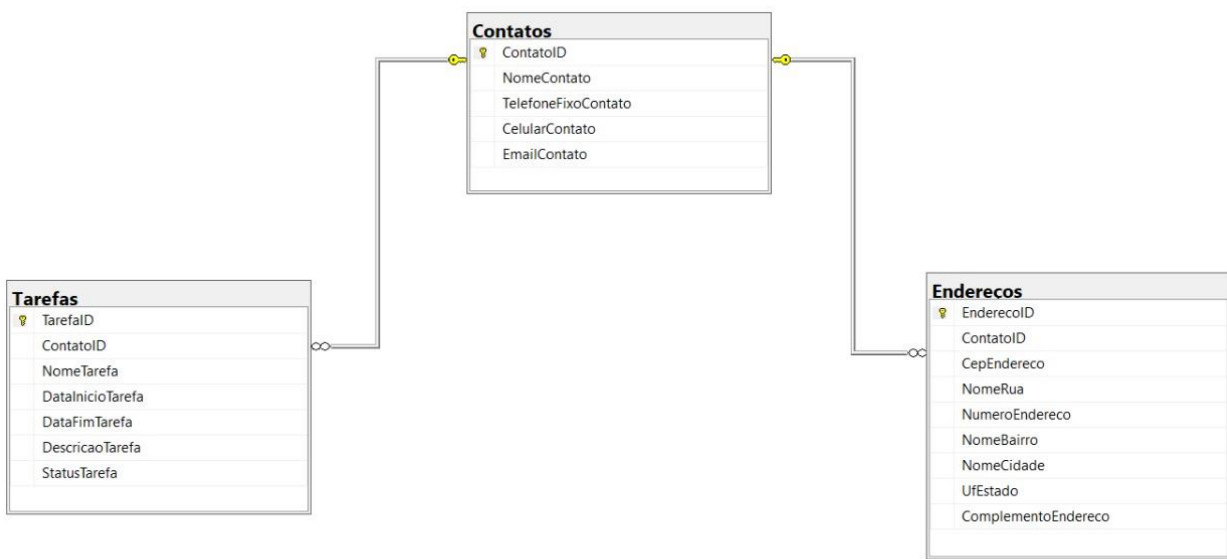 Contatos
ContatoID
NomeContato
TelefoneFixoContato
CelularContato
EmailContato
Tarefas
TarefaID
ContatoID
NomeTarefa
DataInicioTarefa
DataFimTarefa
DescricaoTarefa
StatusTarefa
Enderecos
EnderecoID
ContatoID
CepEndereco
NomeRua
NumeroEndereco
NomeBairro
NomeCidade
UfEstado
ComplementoEndereco